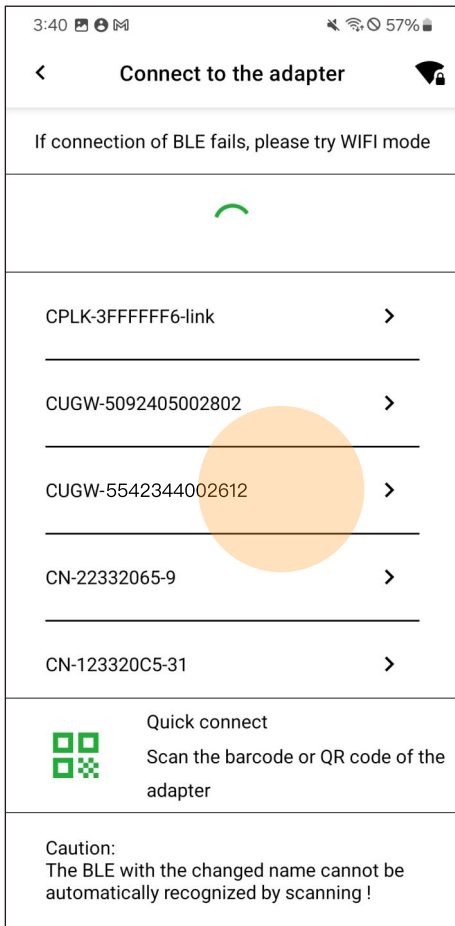 3:40 57%
Connect to the adapter
If connection of BLE fails, please try WIFI mode
CPLK-3FFFFFF6-link
CUGW-5092405002802
CUGW-5542344002612
CN-22332065-9
CN-123320C5-31
Quick connect
Scan the barcode or QR code of the
adapter
Caution:
The BLE with the changed name cannot be
automatically recognized by scanning !